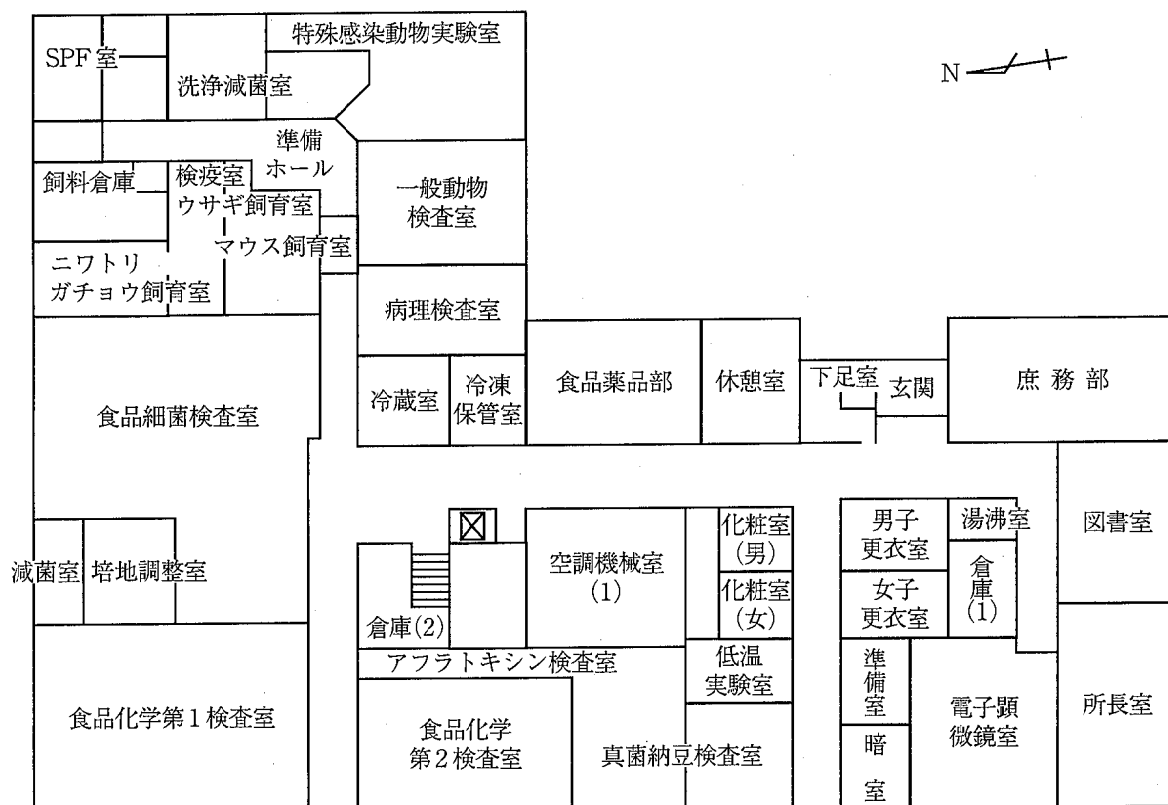 特殊感染動物実験室
SPF室
洗浄減菌室
N
準備
ホール
飼料倉庫
検疫室
ウサギ飼育室
一般動物
検査室
マウス飼育室
ニワトリ
ガチョウ飼育室
病理検査室
食品薬品部
休憩室
下足室
玄関
庶務部
冷蔵室
冷凍
保管室
食品細菌検査室
減菌室
培地調整室
空調機械室
(1)
化粧室
(男)
化粧室
(女)
男子
更衣室
湯沸室
図書室
女子
更衣室
倉庫
(1)
倉庫(2)
アフラトキシン検査室
低温
実験室
準備室
食品化学第1検査室
食品化学
第2検査室
真菌納豆検査室
電子顕
微鏡室
所長室
暗室